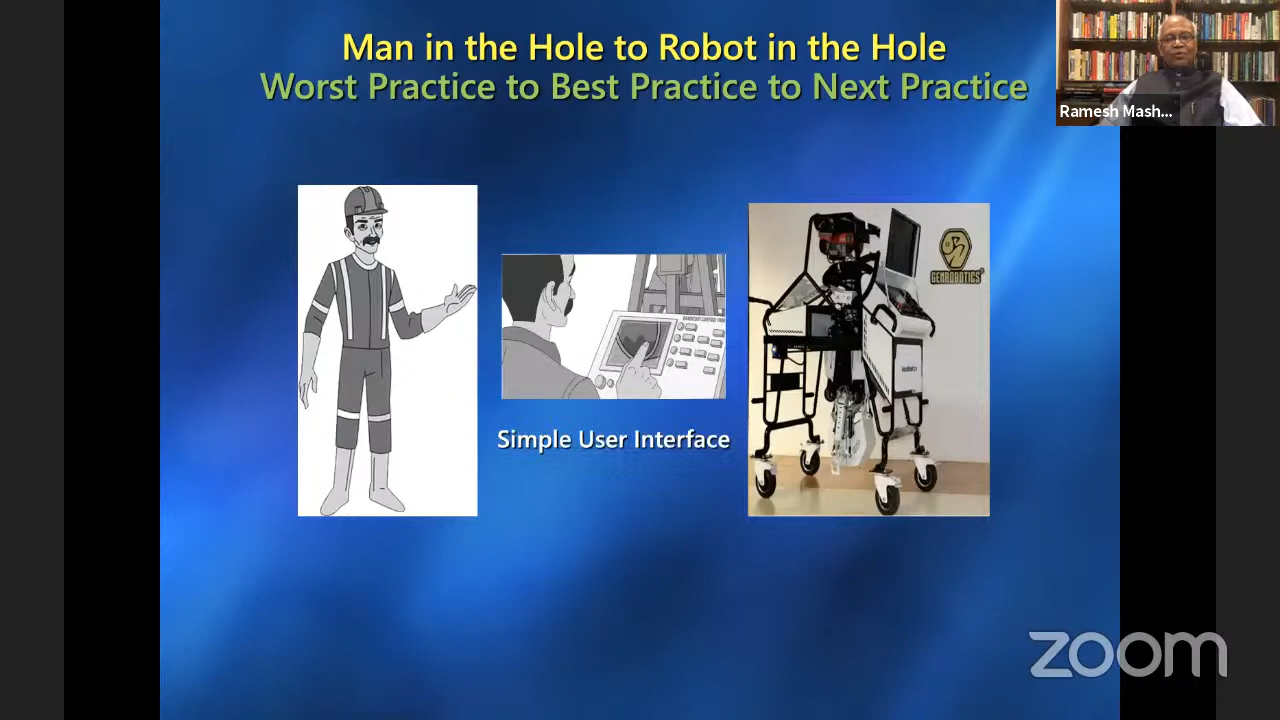 Man in the Hole to Robot in the Hole
Worst Practice to Best Practice to Next Practice
Ramesh Mash...
GENROBOTICS
Simple User Interface
zoom